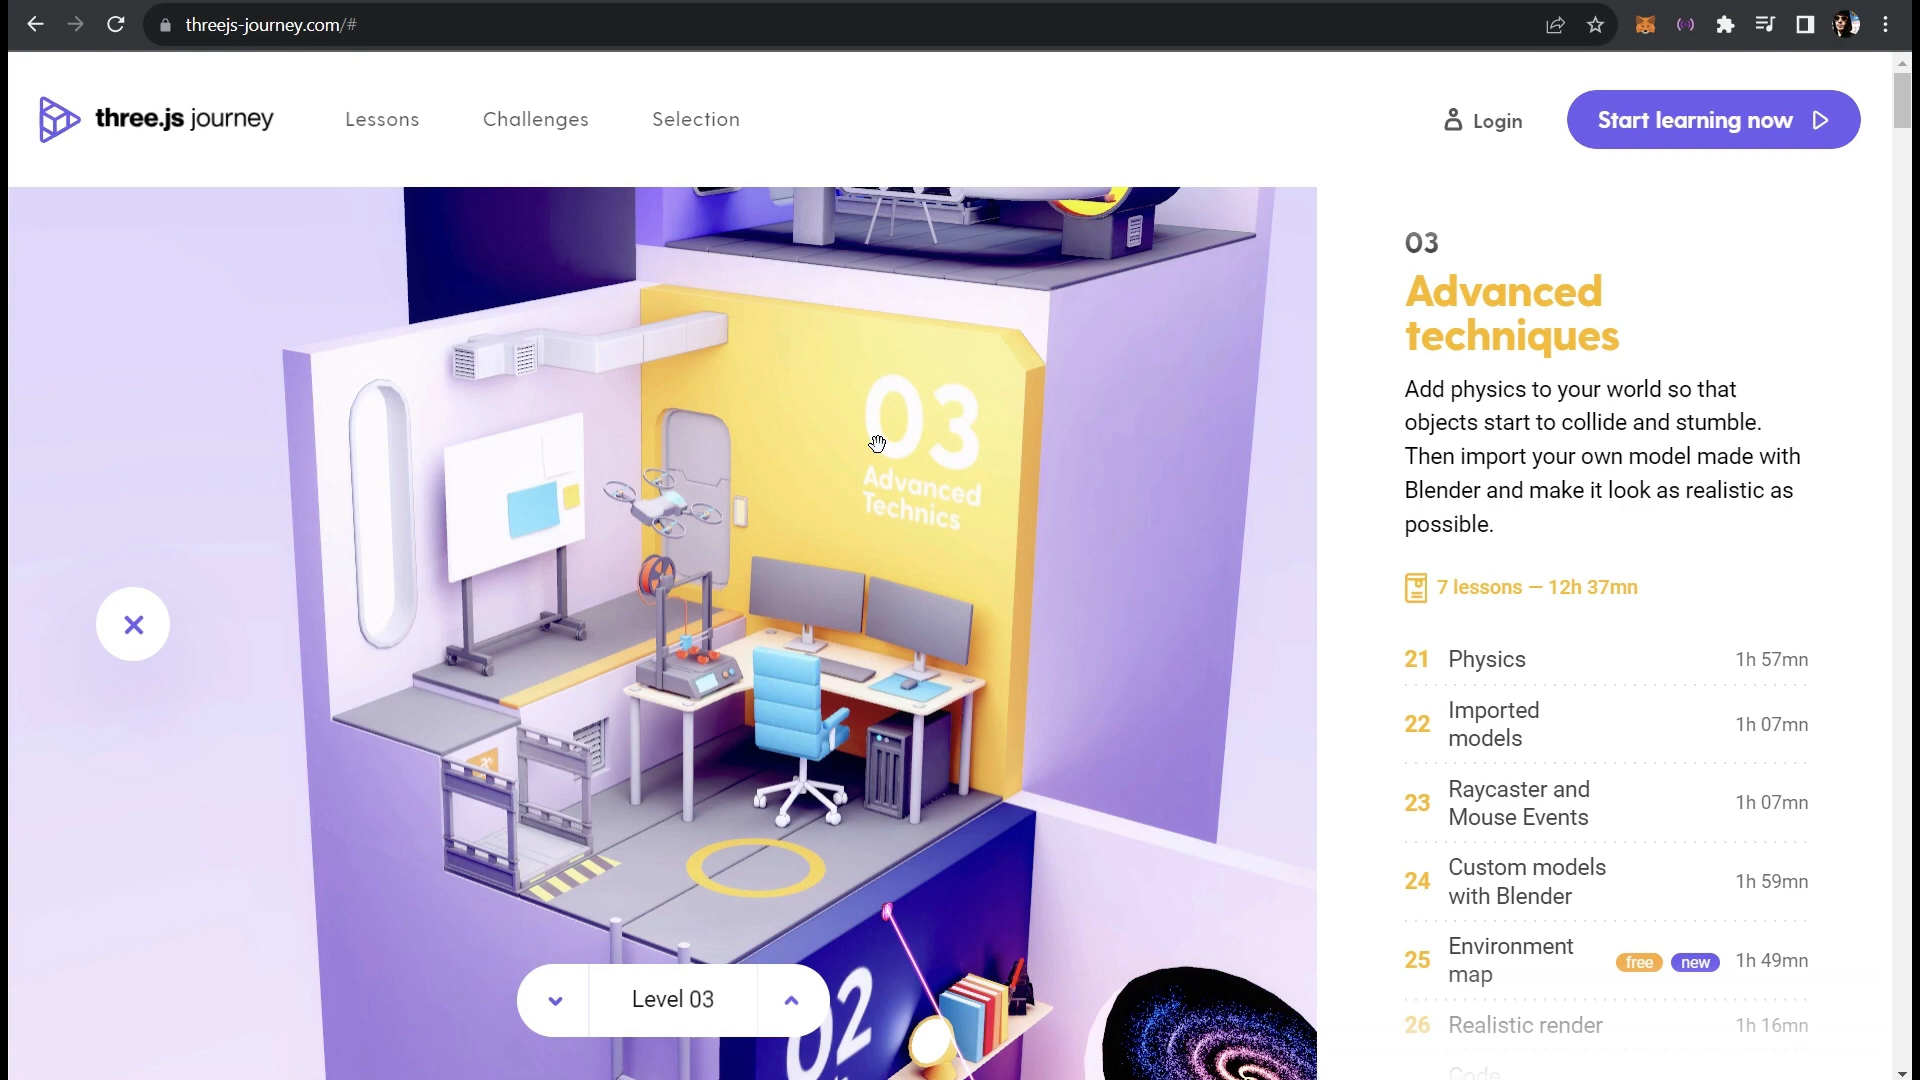 threejs-journey.com/#
three.js journey
Lessons
Challenges
Selection
Login
Start learning now
03
Advanced
Technics
02
Level 03
03
Advanced
techniques
Add physics to your world so that
objects start to collide and stumble.
Then import your own model made with
Blender and make it look as realistic as
possible.
7 lessons — 12h 37mn
21 Physics 1h 57mn
22 Imported
models 1h 07mn
23 Raycaster and
Mouse Events 1h 07mn
24 Custom models
with Blender 1h 59mn
25 Environment
map free new 1h 49mn
26 Realistic render 1h 16mn
Code